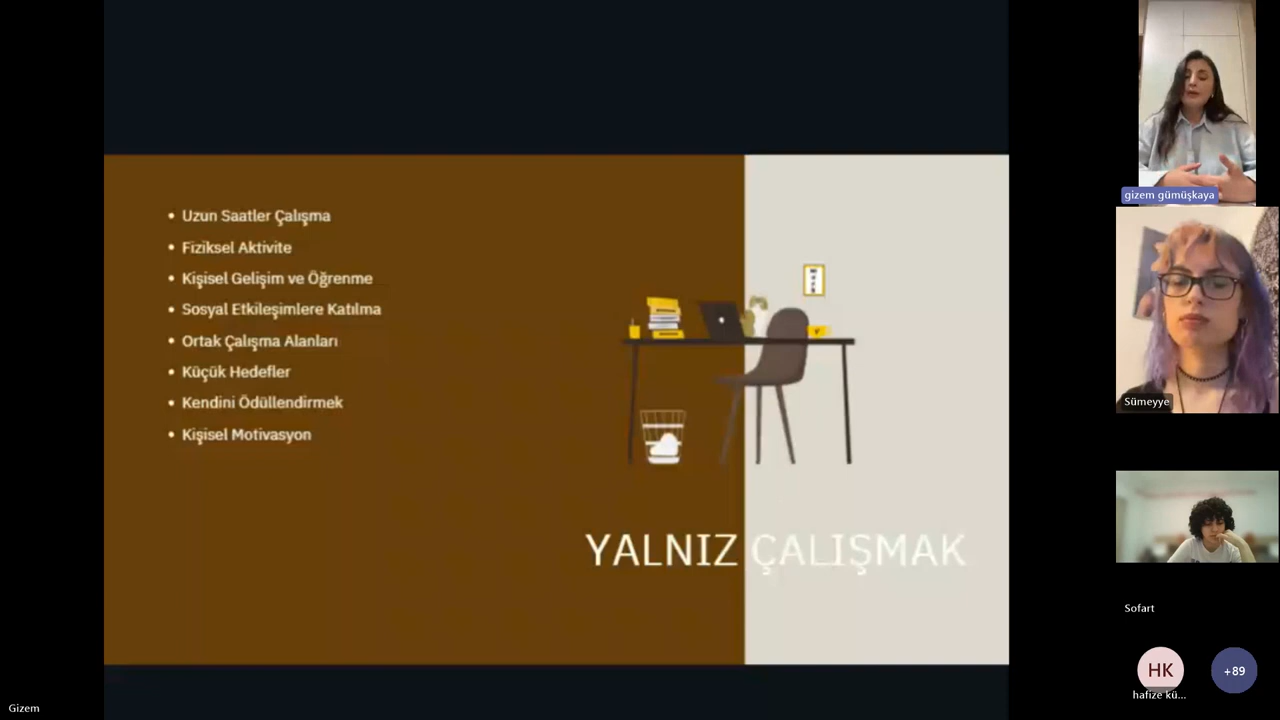 • Uzun Saatler Çalışma
• Fiziksel Aktivite
• Kişisel Gelişim ve Öğrenme
• Sosyal Etkileşimlere Katılma
• Ortak Çalışma Alanları
• Küçük Hedefler
• Kendini Ödüllendirmek
• Kişisel Motivasyon
YALNIZ ÇALIŞMAK
gizem gümüşkaya
Sümeyye
Sofart
HK
hafize kü...
+89
Gizem